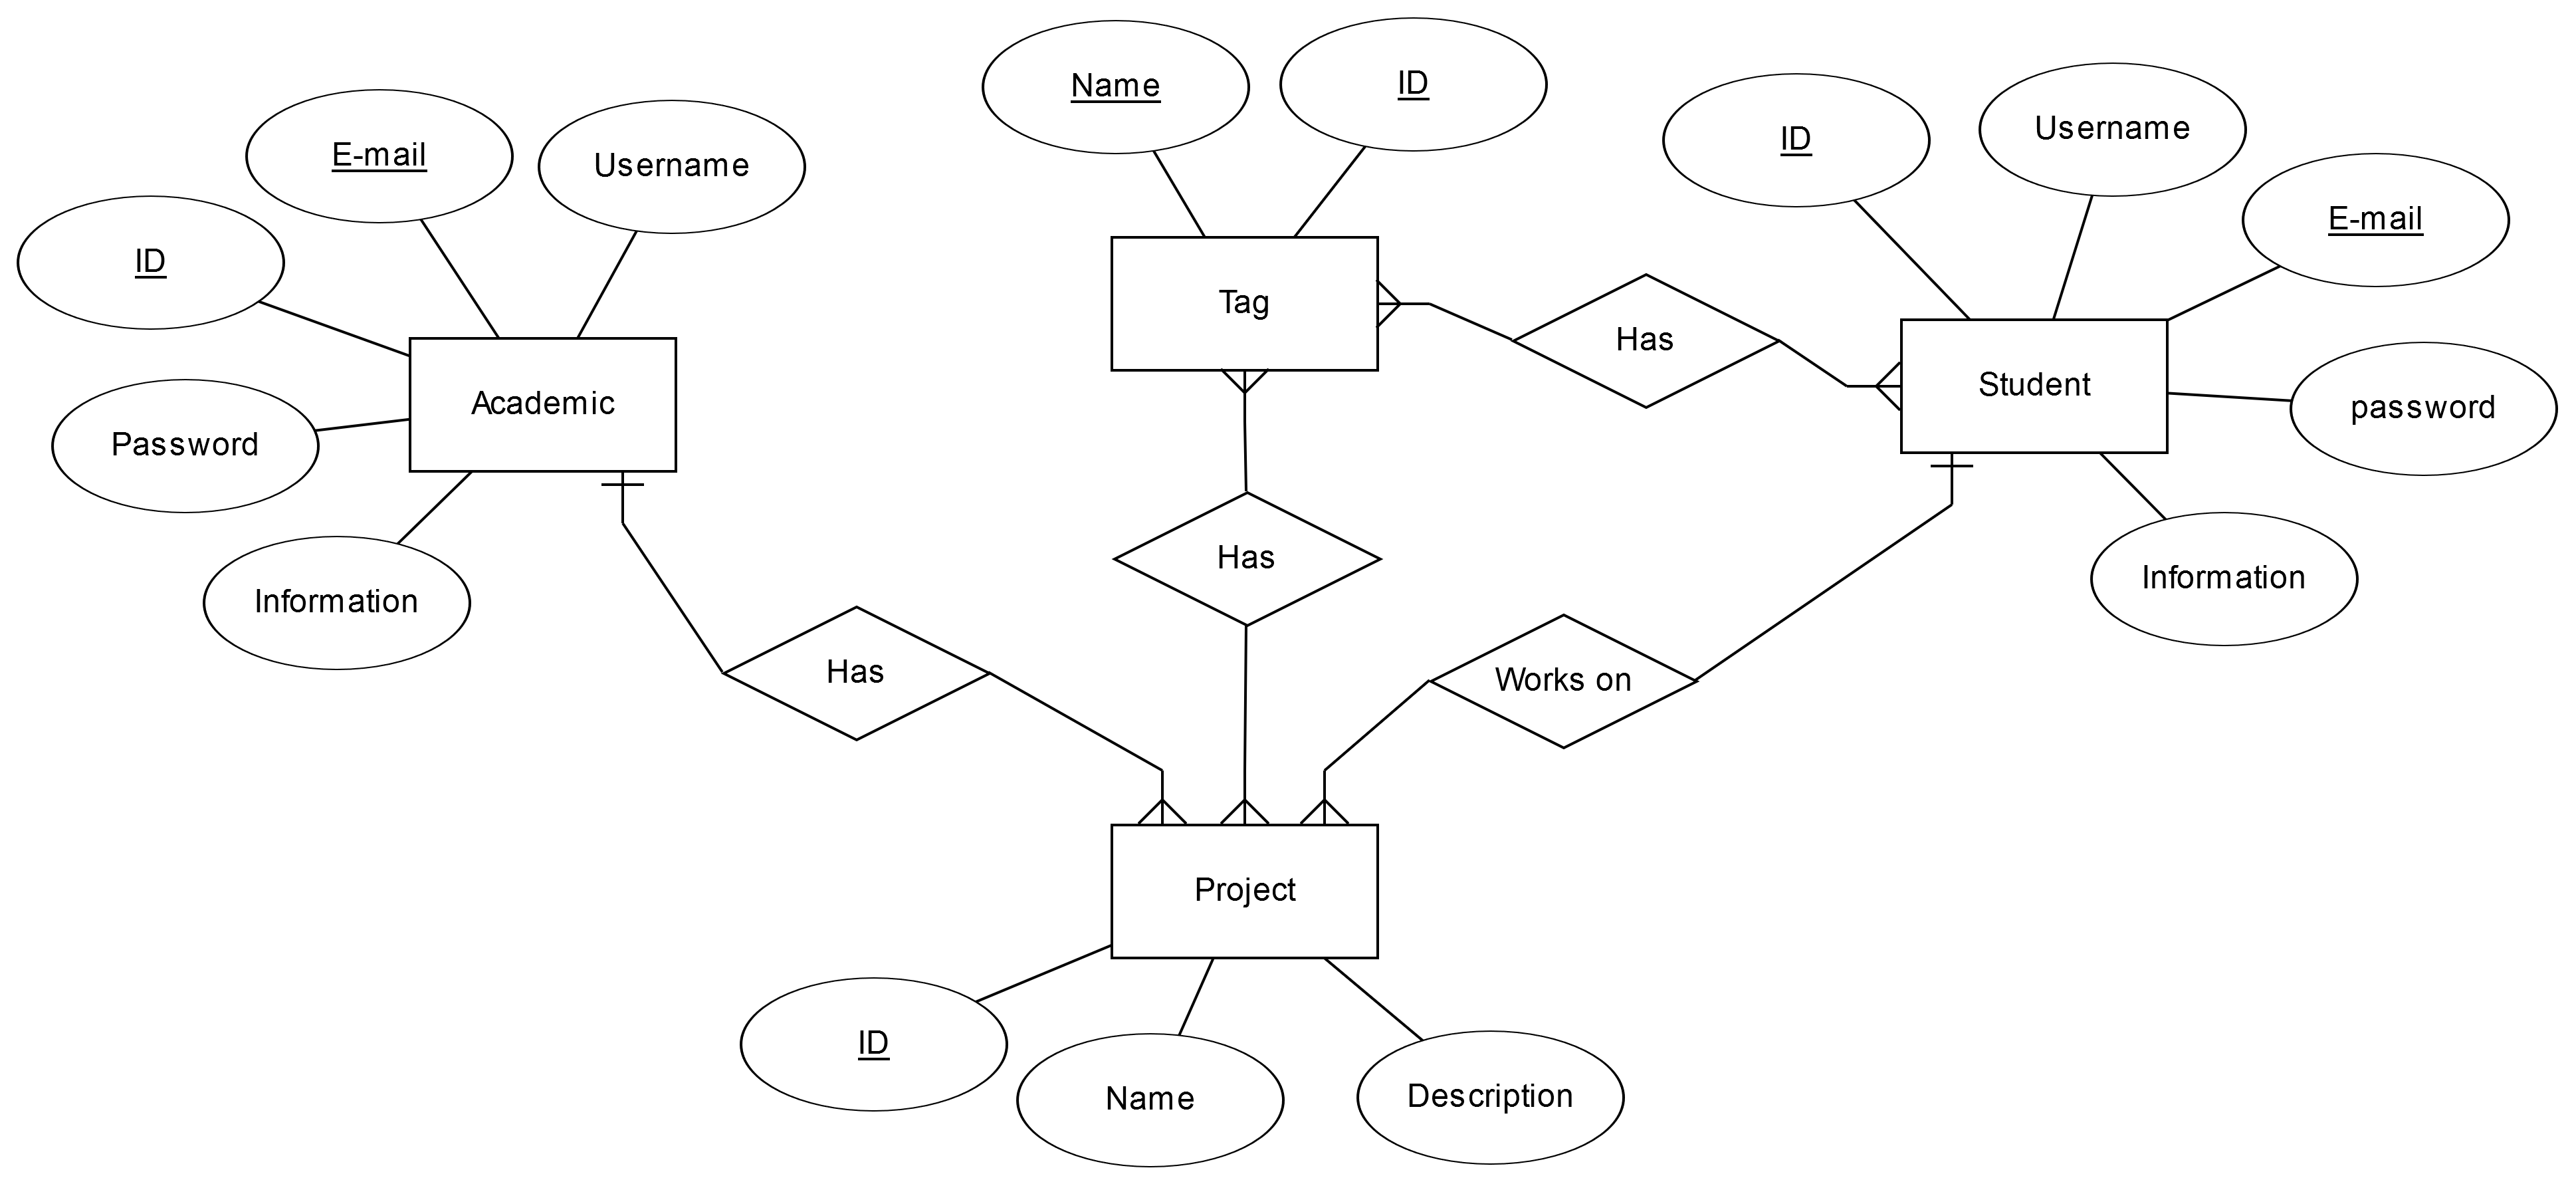 Name
ID
ID
Username
E-mail
Username
E-mail
ID
Tag
Has
Student
Academic
password
Password
Has
Information
Information
Has
Works on
Project
ID
Name
Description